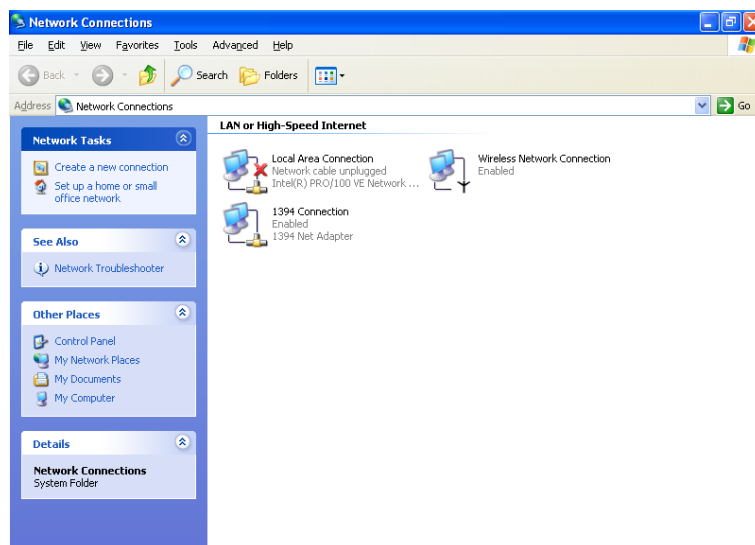 Network Connections
File Edit View Favorites Tools Advanced Help
Back Search Folders
Address Network Connections Go
Network Tasks
Create a new connection
Set up a home or small
office network
See Also
Network Troubleshooter
Other Places
Control Panel
My Network Places
My Documents
My Computer
Details
Network Connections
System Folder
LAN or High-Speed Internet
Local Area Connection
Network cable unplugged
Intel(R) PRO/100 VE Network ...
Wireless Network Connection
Enabled
1394 Connection
Enabled
1394 Net Adapter